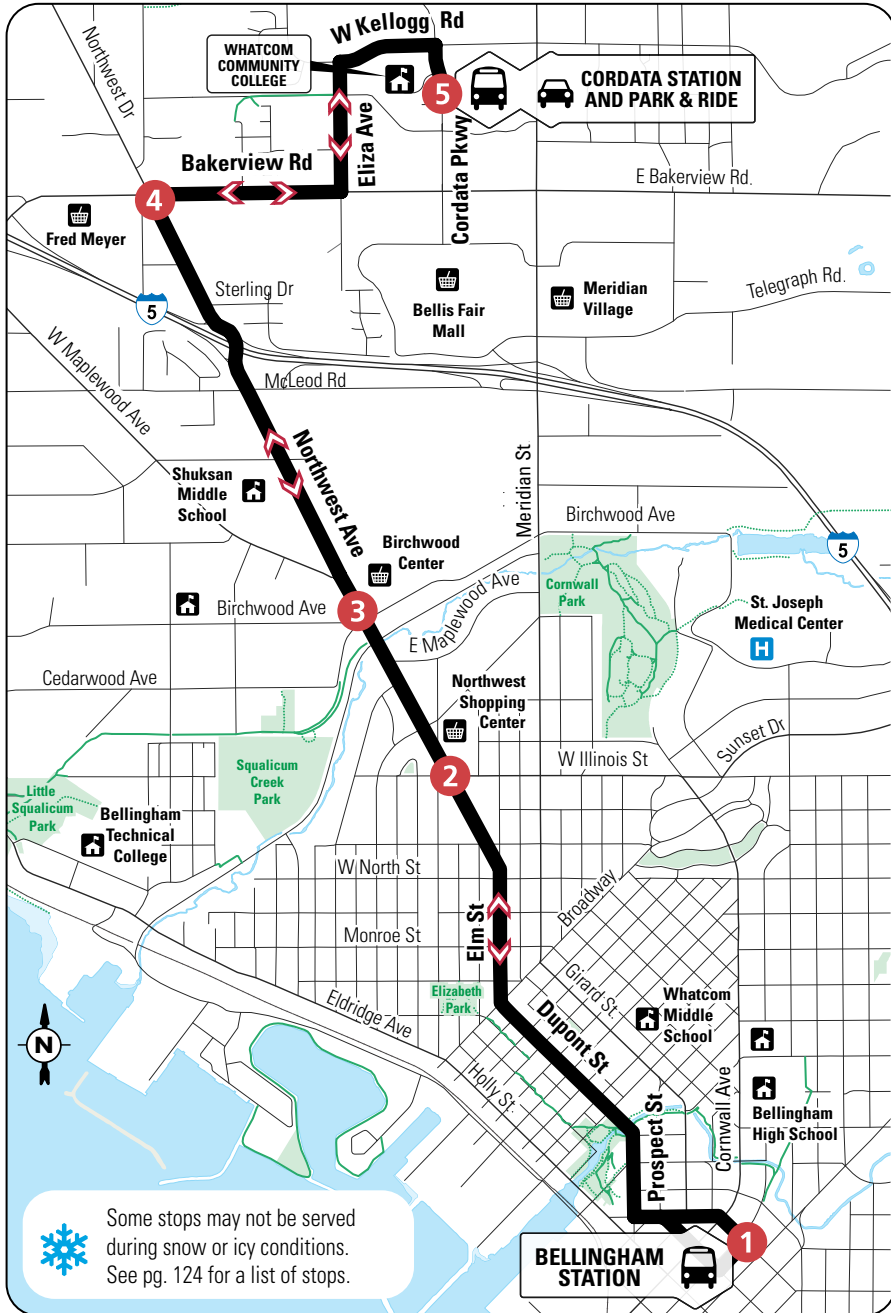 W Kellogg Rd
WHATCOM
COMMUNITY
COLLEGE
Northwest Dr
5
CORDATA STATION
AND PARK & RIDE
Eliza Ave
Cordata Pkwy
Bakerview Rd
E Bakerview Rd.
4
Fred Meyer
Sterling Dr
5
Bellis Fair
Mall
Meridian
Village
Telegraph Rd.
W Maplewood Ave
McLeod Rd
Northwest Ave
Meridian St
Shuksan
Middle
School
Birchwood Ave
5
Birchwood
Center
Cornwall
Park
E Maplewood Ave
St. Joseph
Medical Center
H
3
Birchwood Ave
Cedarwood Ave
Northwest
Shopping
Center
Sunset Dr
W Illinois St
2
Squalicum
Creek
Park
Little
Squalicum
Park
Bellingham
Technical
College
W North St
Broadway
Elm St
Monroe St
Girard St.
Elizabeth
Park
Eldridge Ave
Whatcom
Middle
School
Dupont St
N
Holly St.
Prospect St
Cornwall Ave
Bellingham
High School
1
BELLINGHAM
STATION
Some stops may not be served
during snow or icy conditions.
See pg. 124 for a list of stops.